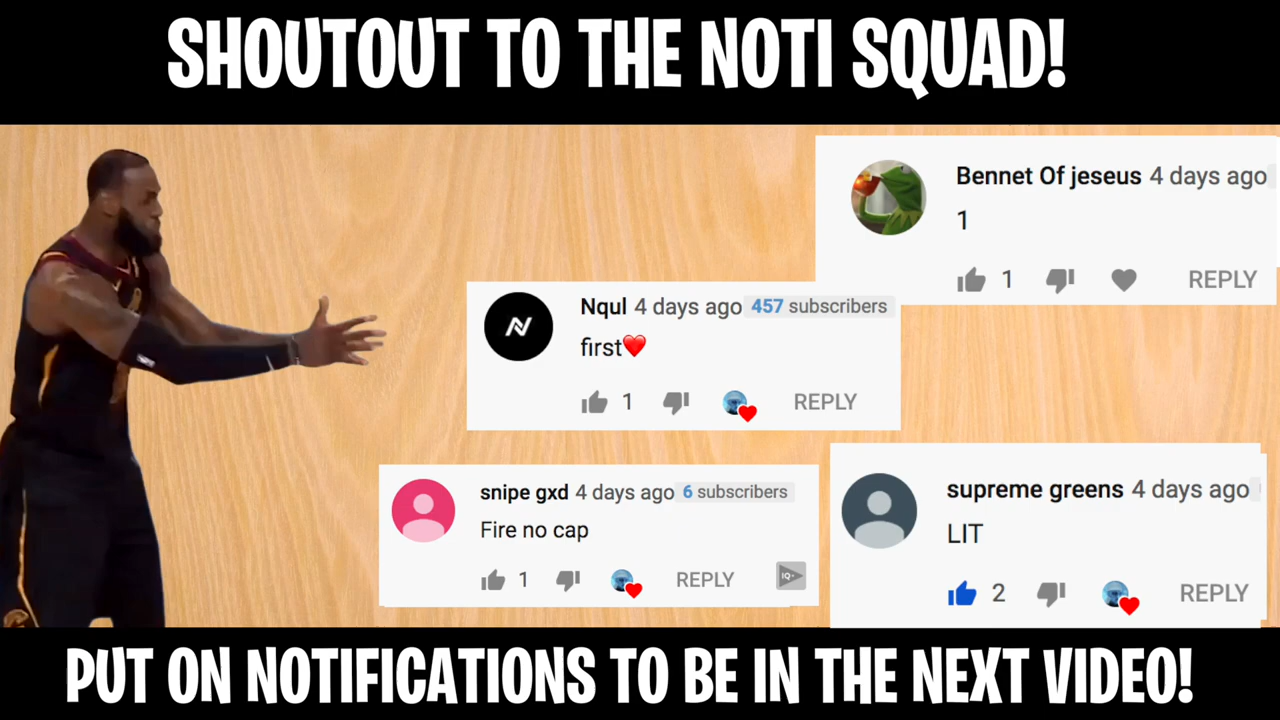 SHOUTOUT TO THE NOTI SQUAD!
Bennet Of jeseus 4 days ago
1
1 REPLY
Nqul 4 days ago 457 subscribers
first❤️
1 REPLY
snipe gxd 4 days ago 6 subscribers
Fire no cap
1 REPLY IQ+
supreme greens 4 days ago
LIT
2 REPLY
PUT ON NOTIFICATIONS TO BE IN THE NEXT VIDEO!